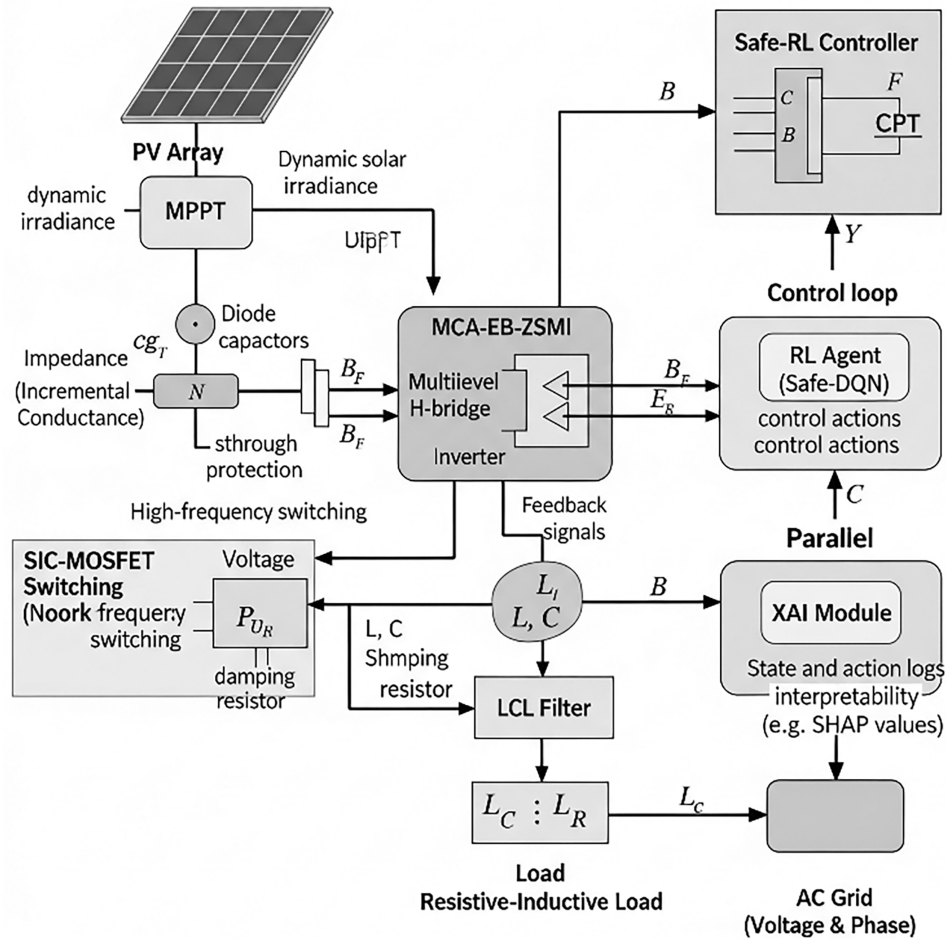 Safe-RL Controller
B
C
B
F
CPT
PV Array
Dynamic solar
irradiance
dynamic
irradiance
MPPT
Y
Control loop
Diode
capactors
cg_T
MCA-EB-ZSMI
Impedance
(Incremental
Conductance)
N
B_F
B_F
Multiievel
H-bridge
Inverter
B_F
E_R
RL Agent
(Safe-DQN)
control actions
control actions
sthrough
protection
C
High-frequency switching
Feedback
signals
Parallel
SIC-MOSFET
Switching
(Noork frequery
switching
Voltage
P_{U_R}
damping
resistor
L_l
L, C
B
XAI Module
State and action logs
interpretability
(e.g. SHAP values)
L, C
Shmping
resistor
LCL Filter
L_C ⋮ L_R
L_C
Load
Resistive-Inductive Load
AC Grid
(Voltage & Phase)